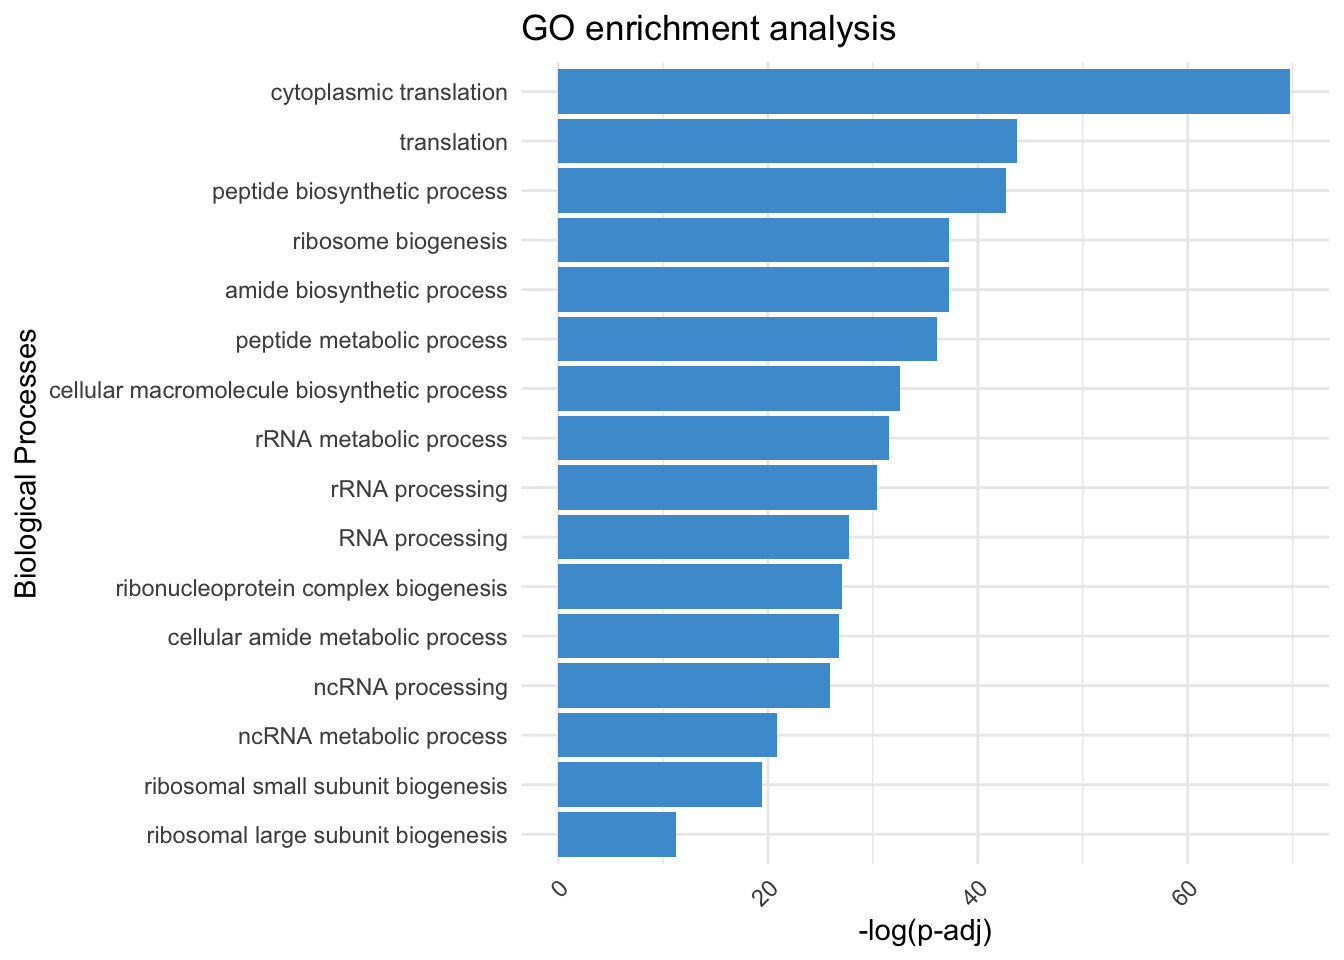 GO enrichment analysis
Biological Processes
cytoplasmic translation
translation
peptide biosynthetic process
ribosome biogenesis
amide biosynthetic process
peptide metabolic process
cellular macromolecule biosynthetic process
rRNA metabolic process
rRNA processing
RNA processing
ribonucleoprotein complex biogenesis
cellular amide metabolic process
ncRNA processing
ncRNA metabolic process
ribosomal small subunit biogenesis
ribosomal large subunit biogenesis
0 20 40 60
-log(p-adj)